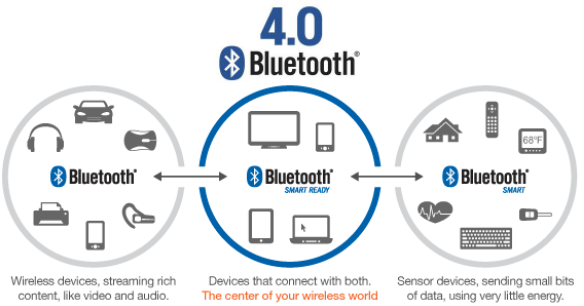 4.0
Bluetooth®
68°F
Bluetooth®
Bluetooth®
SMART READY
Bluetooth®
SMART
Wireless devices, streaming rich
content, like video and audio.
Devices that connect with both.
The center of your wireless world
Sensor devices, sending small bits
of data, using very little energy.